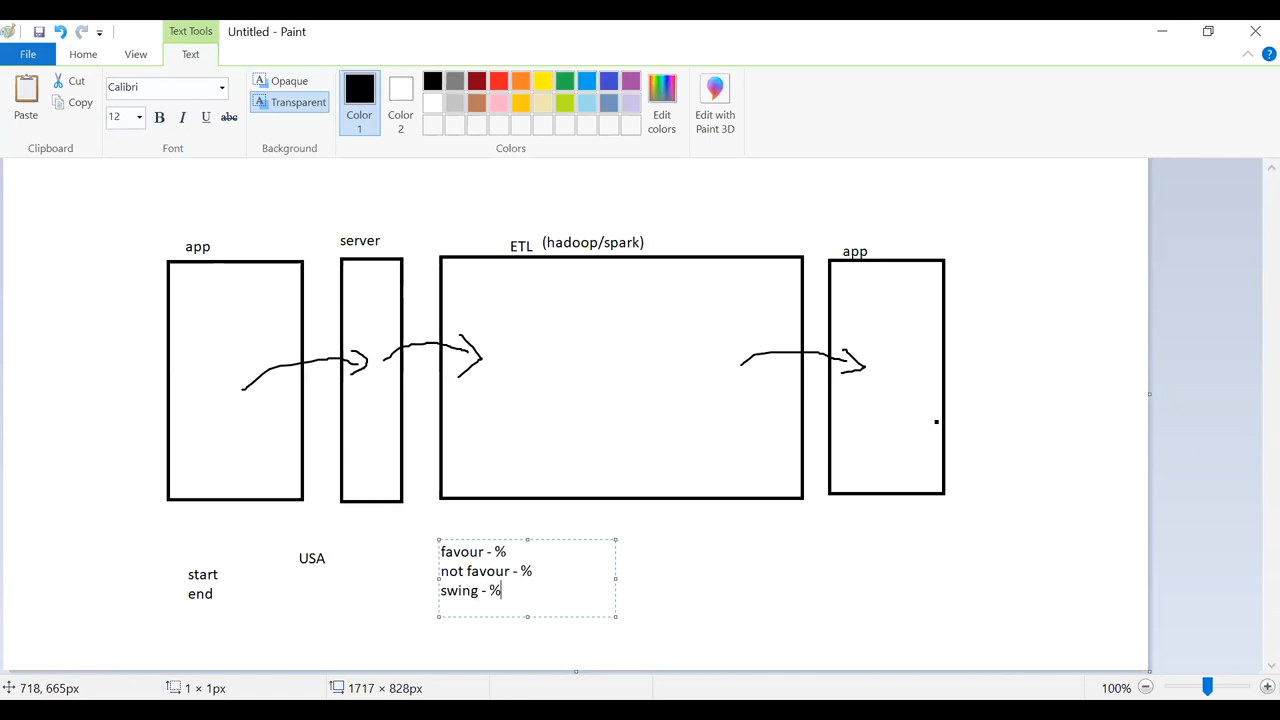 Text Tools
Untitled - Paint
File
Home
View
Text
Paste
Cut
Copy
Clipboard
Calibri
12
B I U abc
Font
Opaque
Transparent
Background
Color 1
Color 2
Edit colors
Colors
Edit with Paint 3D
app
server
ETL (hadoop/spark)
app
USA
start
end
favour - %
not favour - %
swing - %
718, 665px
1 × 1px
1717 × 828px
100%